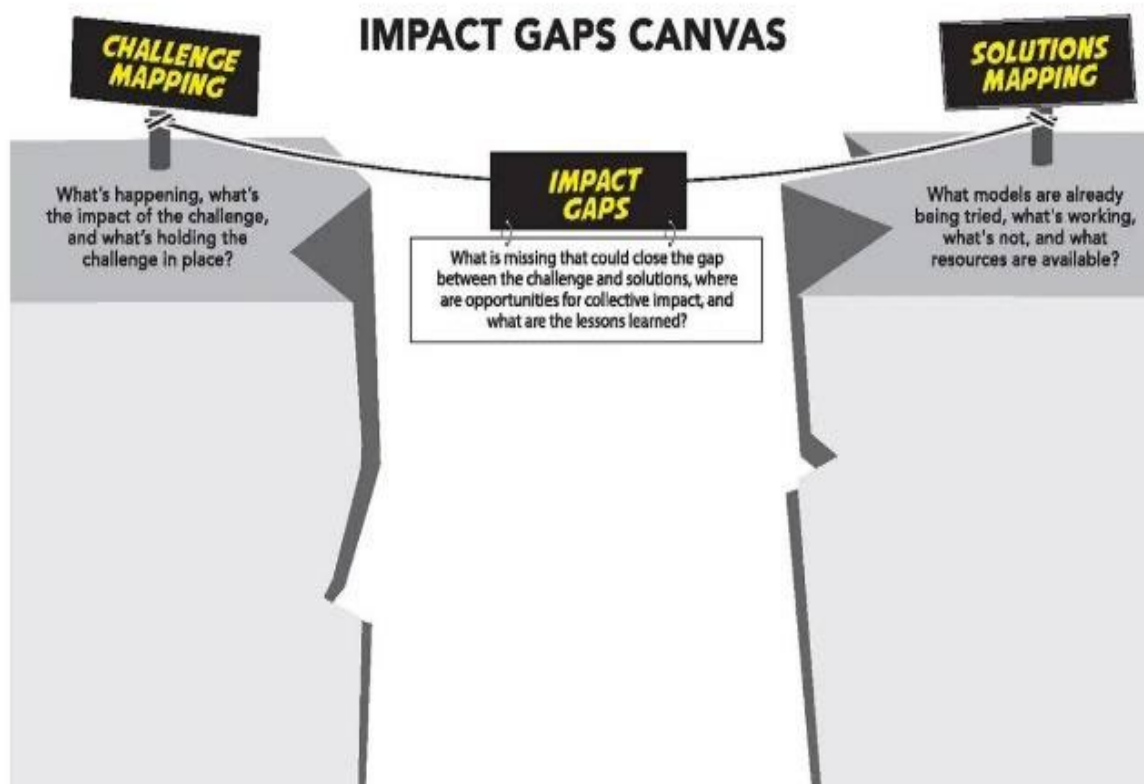 IMPACT GAPS CANVAS
CHALLENGE
MAPPING
What's happening, what's
the impact of the challenge,
and what's holding the
challenge in place?
IMPACT
GAPS
What is missing that could close the gap
between the challenge and solutions, where
are opportunities for collective impact, and
what are the lessons learned?
SOLUTIONS
MAPPING
What models are already
being tried, what's working,
what's not, and what
resources are available?